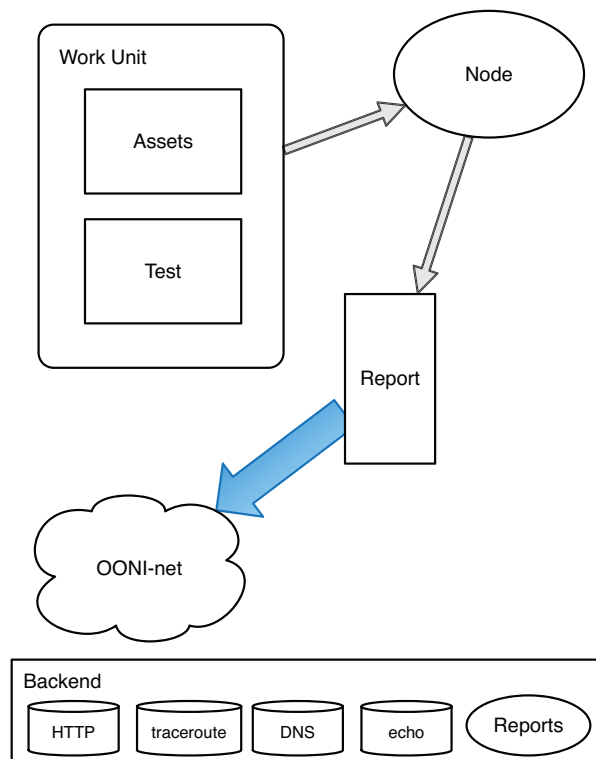 Work Unit
Node
Assets
Test
Report
OONI-net
Backend
HTTP
traceroute
DNS
echo
Reports